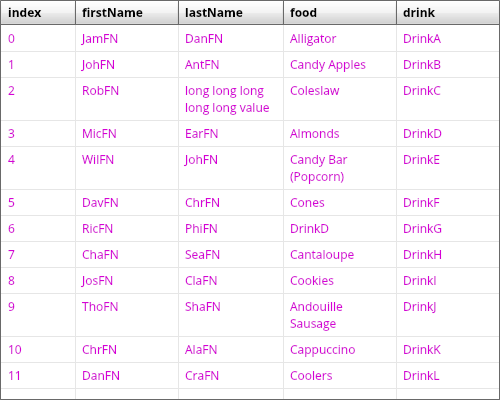 index firstName lastName food drink
0 JamFN DanFN Alligator DrinkA
1 JohFN AntFN Candy Apples DrinkB
2 RobFN long long long Coleslaw DrinkC
long long value
3 MicFN EarFN Almonds DrinkD
4 WilFN JohFN Candy Bar DrinkE
(Popcorn)
5 DavFN ChrFN Cones DrinkF
6 RicFN PhiFN DrinkD DrinkG
7 ChaFN SeaFN Cantaloupe DrinkH
8 JosFN ClaFN Cookies DrinkI
9 ThoFN ShaFN Andouille DrinkJ
Sausage
10 ChrFN AlaFN Cappuccino DrinkK
11 DanFN CraFN Coolers DrinkL